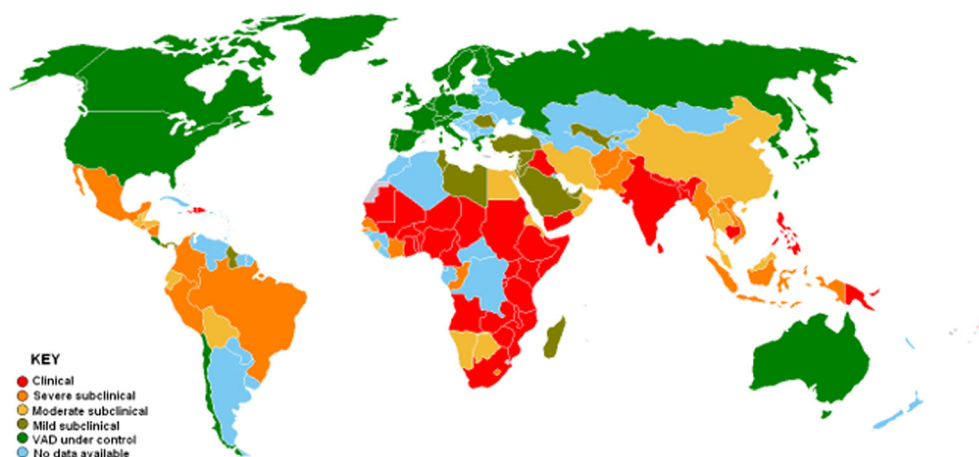 KEY
Clinical
Severe subclinical
Moderate subclinical
Mild subclinical
VAD under control
No data available